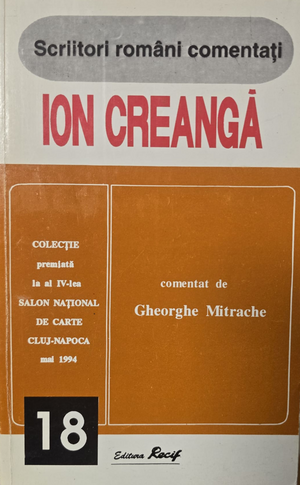 Scriitori români comentați
ION CREANGĂ
COLECȚIE
premiată
la al IV-lea
SALON NAȚIONAL
DE CARTE
CLUJ-NAPOCA
mai 1994
comentat de
Gheorghe Mitrache
18
Editura Recif